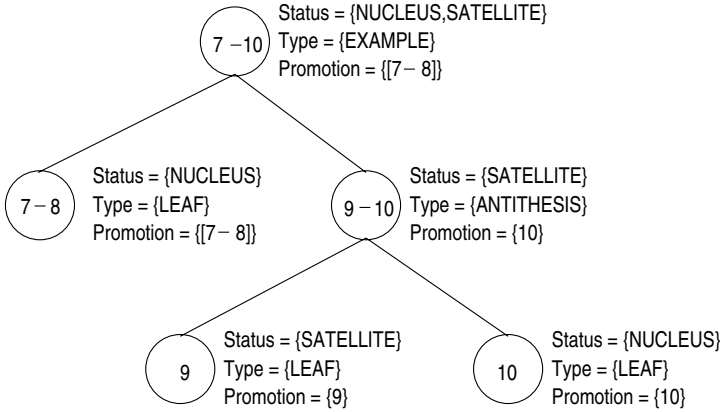 7 −10
Status = {NUCLEUS,SATELLITE}
Type = {EXAMPLE}
Promotion = {[7− 8]}
7 − 8
Status = {NUCLEUS}
Type = {LEAF}
Promotion = {[7− 8]}
9 − 10
Status = {SATELLITE}
Type = {ANTITHESIS}
Promotion = {10}
9
Status = {SATELLITE}
Type = {LEAF}
Promotion = {9}
10
Status = {NUCLEUS}
Type = {LEAF}
Promotion = {10}